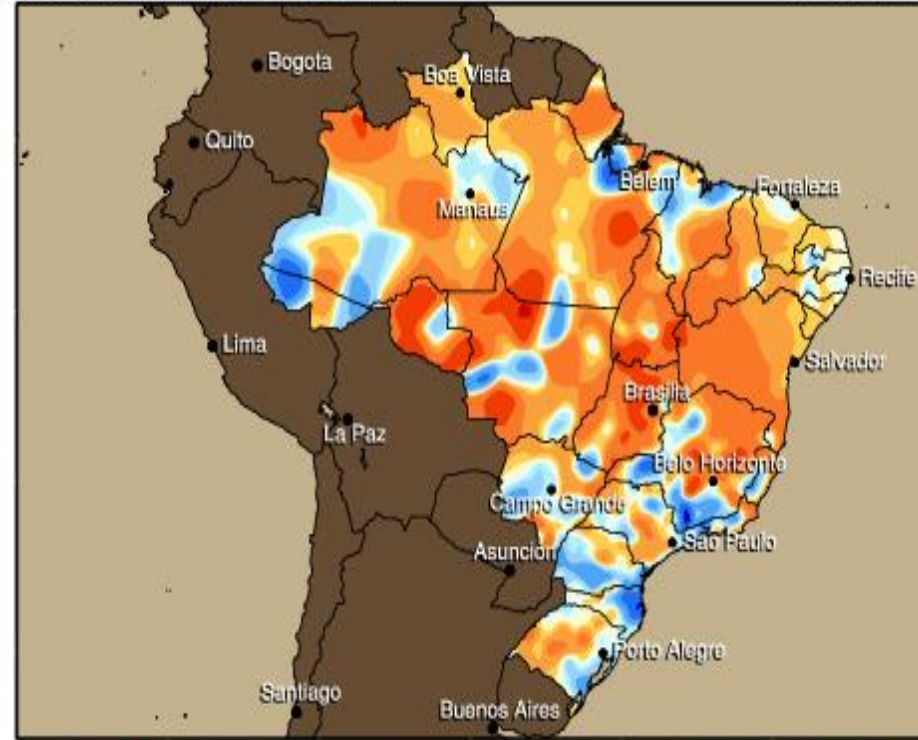 Bogota
Boa Vista
Quito
Belem
Fortaleza
Manaus
Recife
Lima
Salvador
Brasilia
La Paz
Belo Horizonte
Campo Grande
Sao Paulo
Asuncion
Porto Alegre
Santiago
Buenos Aires